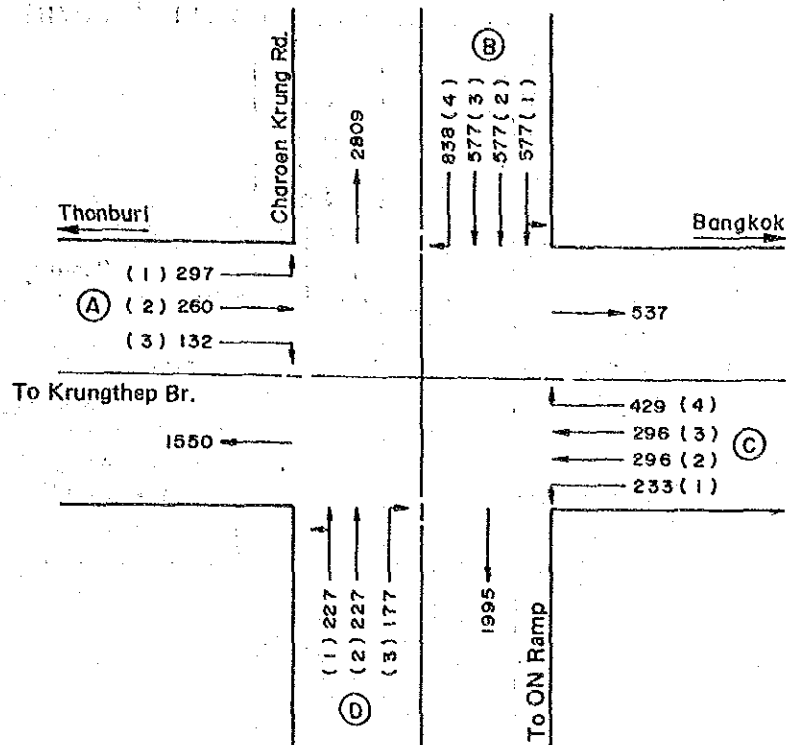 Charoen Krung Rd.
2809
B
838 (4)
577 (3)
577 (2)
577 (1)
Thonburi
Bangkok
(1) 297
A (2) 260
(3) 132
537
To Krungthep Br.
1550
429 (4)
296 (3)
C
296 (2)
233 (1)
(1) 227
(2) 227
(3) 177
D
1995
To ON Ramp